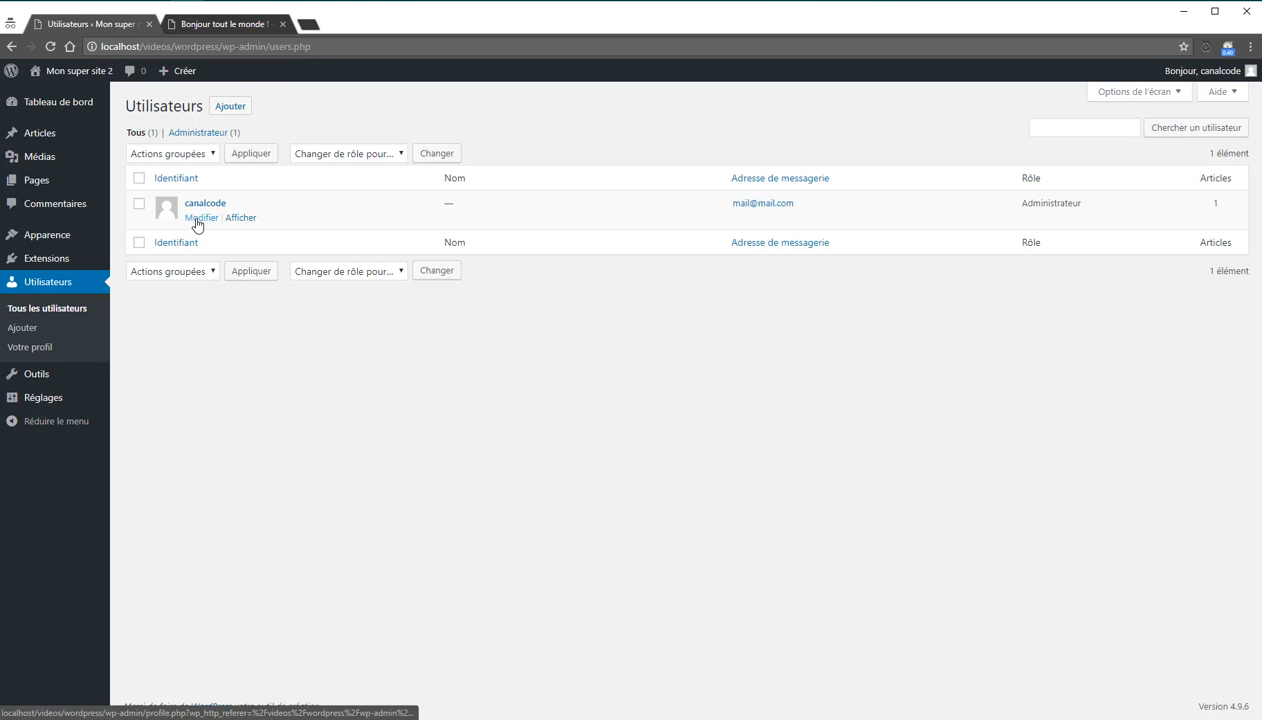 Utilisateurs ‹ Mon super
Bonjour tout le monde ! -
localhost/videos/wordpress/wp-admin/users.php
0.40
Mon super site 2 0 Créer
Bonjour, canalcode
Tableau de bord
Articles
Médias
Pages
Commentaires
Apparence
Extensions
Utilisateurs
Tous les utilisateurs
Ajouter
Votre profil
Outils
Réglages
Réduire le menu
Options de l'écran ▼ Aide ▼
Utilisateurs Ajouter
Tous (1) | Administrateur (1)
Chercher un utilisateur
Actions groupées Appliquer Changer de rôle pour... Changer 1 élément
Identifiant Nom Adresse de messagerie Rôle Articles
canalcode — mail@mail.com Administrateur 1
Modifier | Afficher
Identifiant Nom Adresse de messagerie Rôle Articles
Actions groupées Appliquer Changer de rôle pour... Changer 1 élément
Version 4.9.6
localhost/videos/wordpress/wp-admin/profile.php?wp_http_referer=%2Fvideos%2Fwordpress%2Fwp-admin%2...